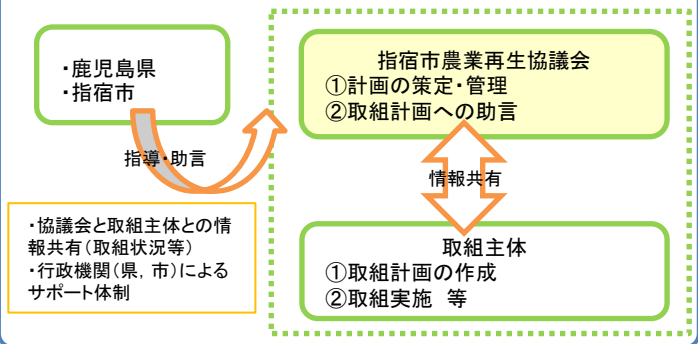 ・鹿児島県
・指宿市
指導・助言
・協議会と取組主体との情
報共有（取組状況等）
・行政機関（県，市）による
サポート体制
指宿市農業再生協議会
①計画の策定・管理
②取組計画への助言
情報共有
取組主体
①取組計画の作成
②取組実施　等